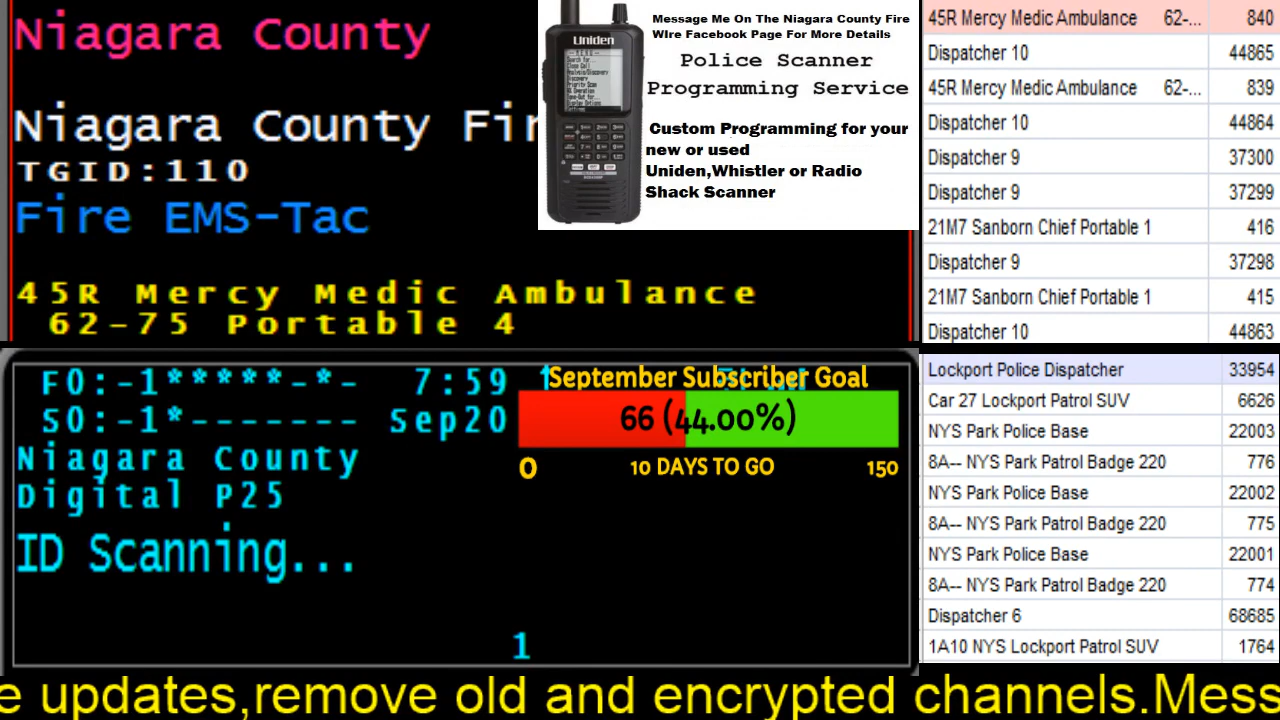 Niagara County
Niagara County Fir
TGID:110
Fire EMS-Tac
45R Mercy Medic Ambulance
62-75 Portable 4
Uniden
Message Me On The Niagara County Fire
WIre Facebook Page For More Details
Police Scanner
Programming Service
Custom Programming for your
new or used
Uniden,Whistler or Radio
Shack Scanner
45R Mercy Medic Ambulance 62-... 840
Dispatcher 10 44865
45R Mercy Medic Ambulance 62-... 839
Dispatcher 10 44864
Dispatcher 9 37300
Dispatcher 9 37299
21M7 Sanborn Chief Portable 1 416
Dispatcher 9 37298
21M7 Sanborn Chief Portable 1 415
Dispatcher 10 44863
F0:-1*****-*- 7:59
S0:-1*------- Sep20
Niagara County
Digital P25
ID Scanning...
1
September Subscriber Goal
66 (44.00%)
0 10 DAYS TO GO 150
Lockport Police Dispatcher 33954
Car 27 Lockport Patrol SUV 6626
NYS Park Police Base 22003
8A-- NYS Park Patrol Badge 220 776
NYS Park Police Base 22002
8A-- NYS Park Patrol Badge 220 775
NYS Park Police Base 22001
8A-- NYS Park Patrol Badge 220 774
Dispatcher 6 68685
1A10 NYS Lockport Patrol SUV 1764
e updates,remove old and encrypted channels.Mess